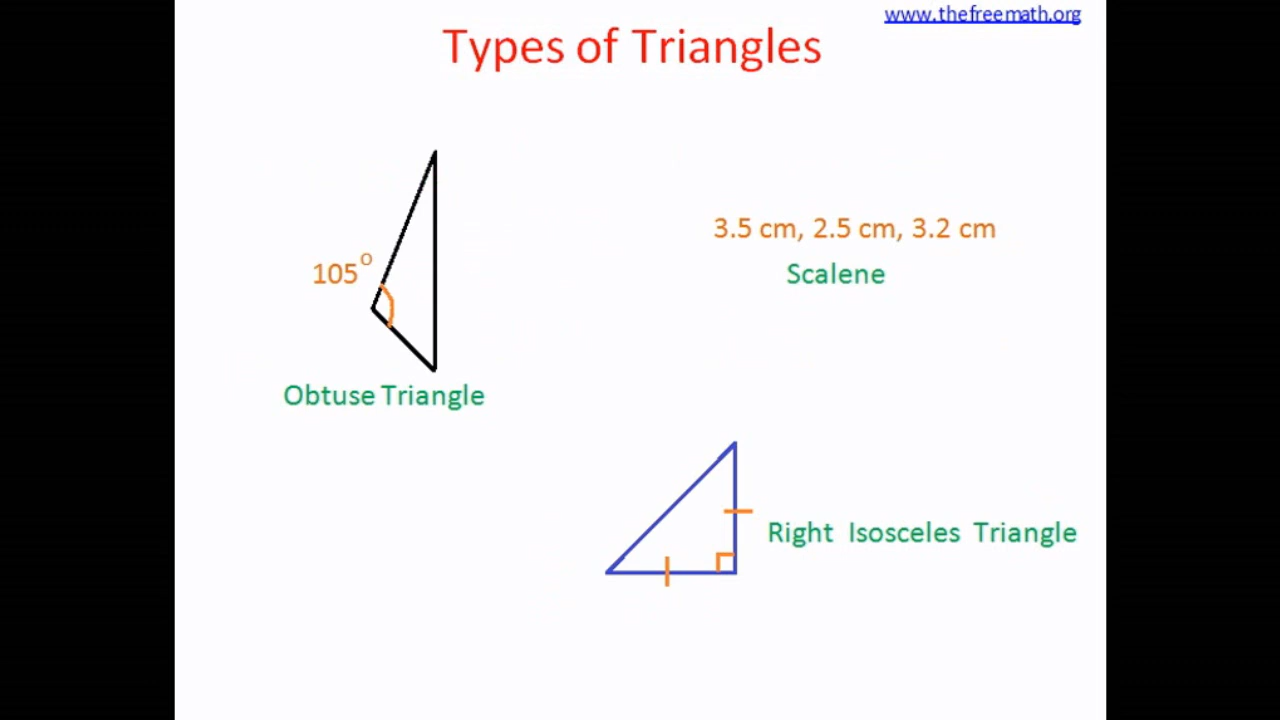 www.thefreemath.org
Types of Triangles
3.5 cm, 2.5 cm, 3.2 cm
Scalene
105°
Obtuse Triangle
Right Isosceles Triangle